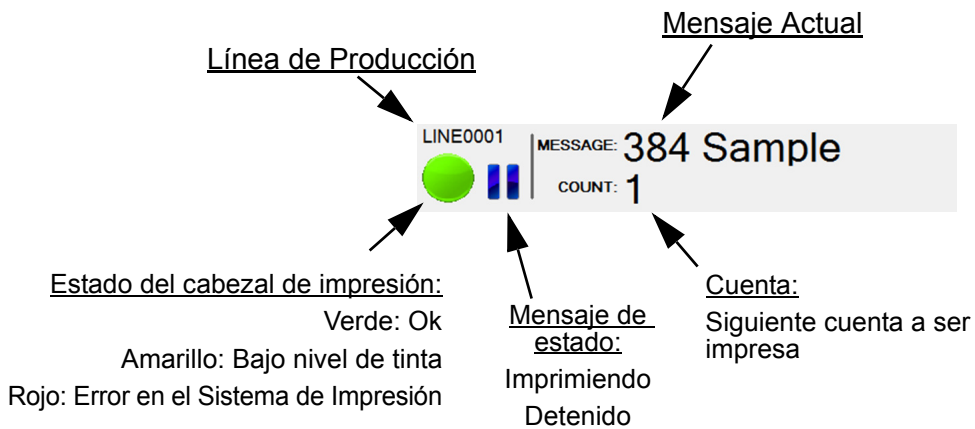 Mensaje Actual
Línea de Producción
LINE0001
MESSAGE: 384 Sample
COUNT: 1
Estado del cabezal de impresión:
Verde: Ok
Amarillo: Bajo nivel de tinta
Rojo: Error en el Sistema de Impresión
Mensaje de
estado:
Imprimiendo
Detenido
Cuenta:
Siguiente cuenta a ser
impresa